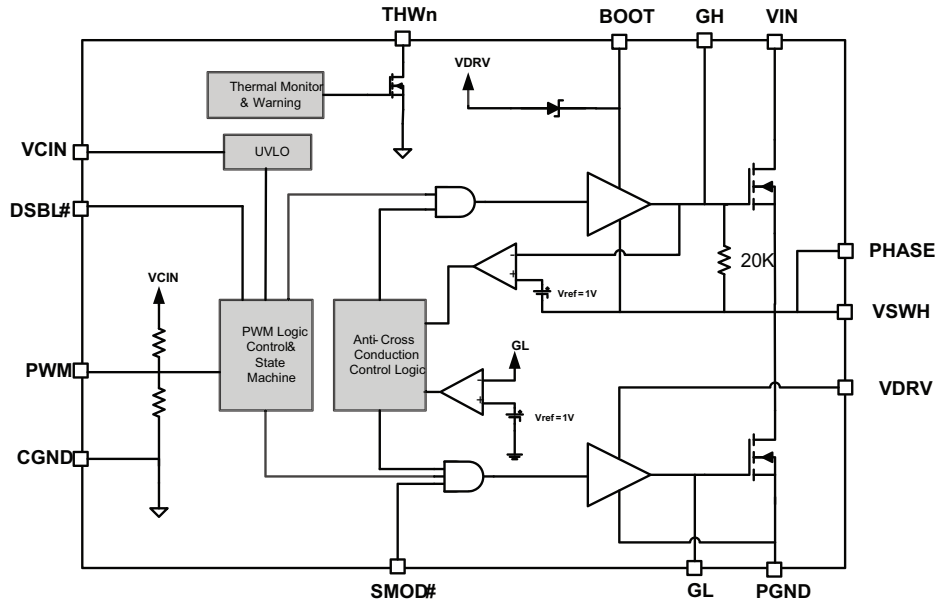 THWn
BOOT
GH
VIN
VDRV
Thermal Monitor
& Warning
VCIN
UVLO
DSBL#
PHASE
20K
VCIN
Vref = 1V
VSWH
PWM Logic
Control&
State
Machine
Anti- Cross
Conduction
Control Logic
GL
PWM
VDRV
Vref = 1V
CGND
SMOD#
GL
PGND